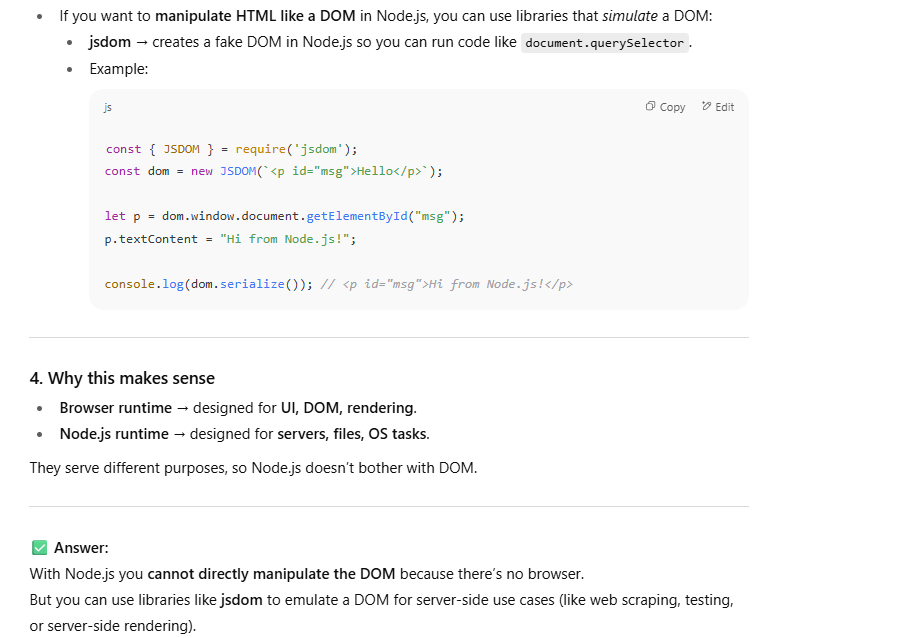 If you want to manipulate HTML like a DOM in Node.js, you can use libraries that simulate a DOM:
jsdom → creates a fake DOM in Node.js so you can run code like document.querySelector.
Example:
js Copy Edit
const { JSDOM } = require('jsdom');
const dom = new JSDOM(`<p id="msg">Hello</p>`);
let p = dom.window.document.getElementById("msg");
p.textContent = "Hi from Node.js!";
console.log(dom.serialize()); // <p id="msg">Hi from Node.js!</p>
4. Why this makes sense
Browser runtime → designed for UI, DOM, rendering.
Node.js runtime → designed for servers, files, OS tasks.
They serve different purposes, so Node.js doesn't bother with DOM.
✅ Answer:
With Node.js you cannot directly manipulate the DOM because there's no browser.
But you can use libraries like jsdom to emulate a DOM for server-side use cases (like web scraping, testing,
or server-side rendering).